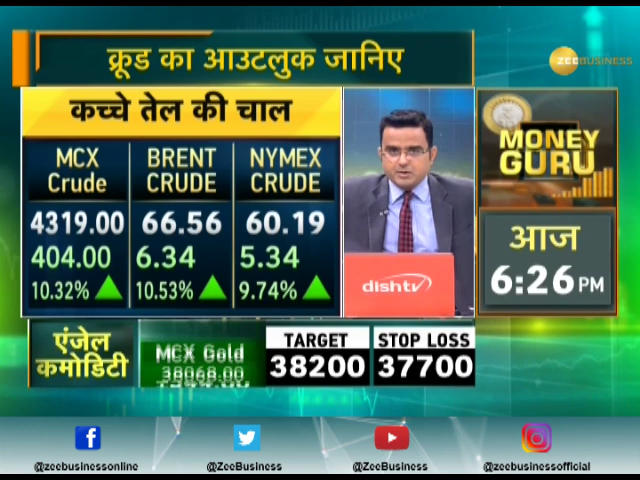 क्रूड का आउटलुक जानिए
ZEEBUSINESS
कच्चे तेल की चाल
MCX Crude
BRENT CRUDE
NYMEX CRUDE
4319.00 66.56 60.19
404.00 6.34 5.34
10.32% 10.53% 9.74%
dishtv
MONEY
GURU
आज
6:26 PM
एंजेल
कमोडिटी
MCX Gold
38068.00
TARGET
38200
STOP LOSS
37700
@zeebusinessonline
@ZeeBusiness
@ZeeBusiness
@zeebusinessofficial